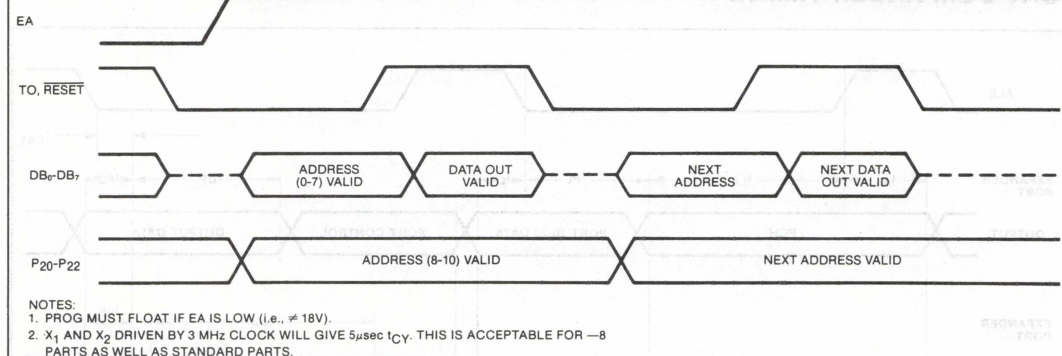 EA
TO, RESET
DB0-DB7
ADDRESS
(0-7) VALID
DATA OUT
VALID
NEXT
ADDRESS
NEXT DATA
OUT VALID
P20-P22
ADDRESS (8-10) VALID
NEXT ADDRESS VALID
NOTES:
1. PROG MUST FLOAT IF EA IS LOW (i.e., ≠ 18V).
2. X1 AND X2 DRIVEN BY 3 MHz CLOCK WILL GIVE 5μsec tCY. THIS IS ACCEPTABLE FOR —8
PARTS AS WELL AS STANDARD PARTS.